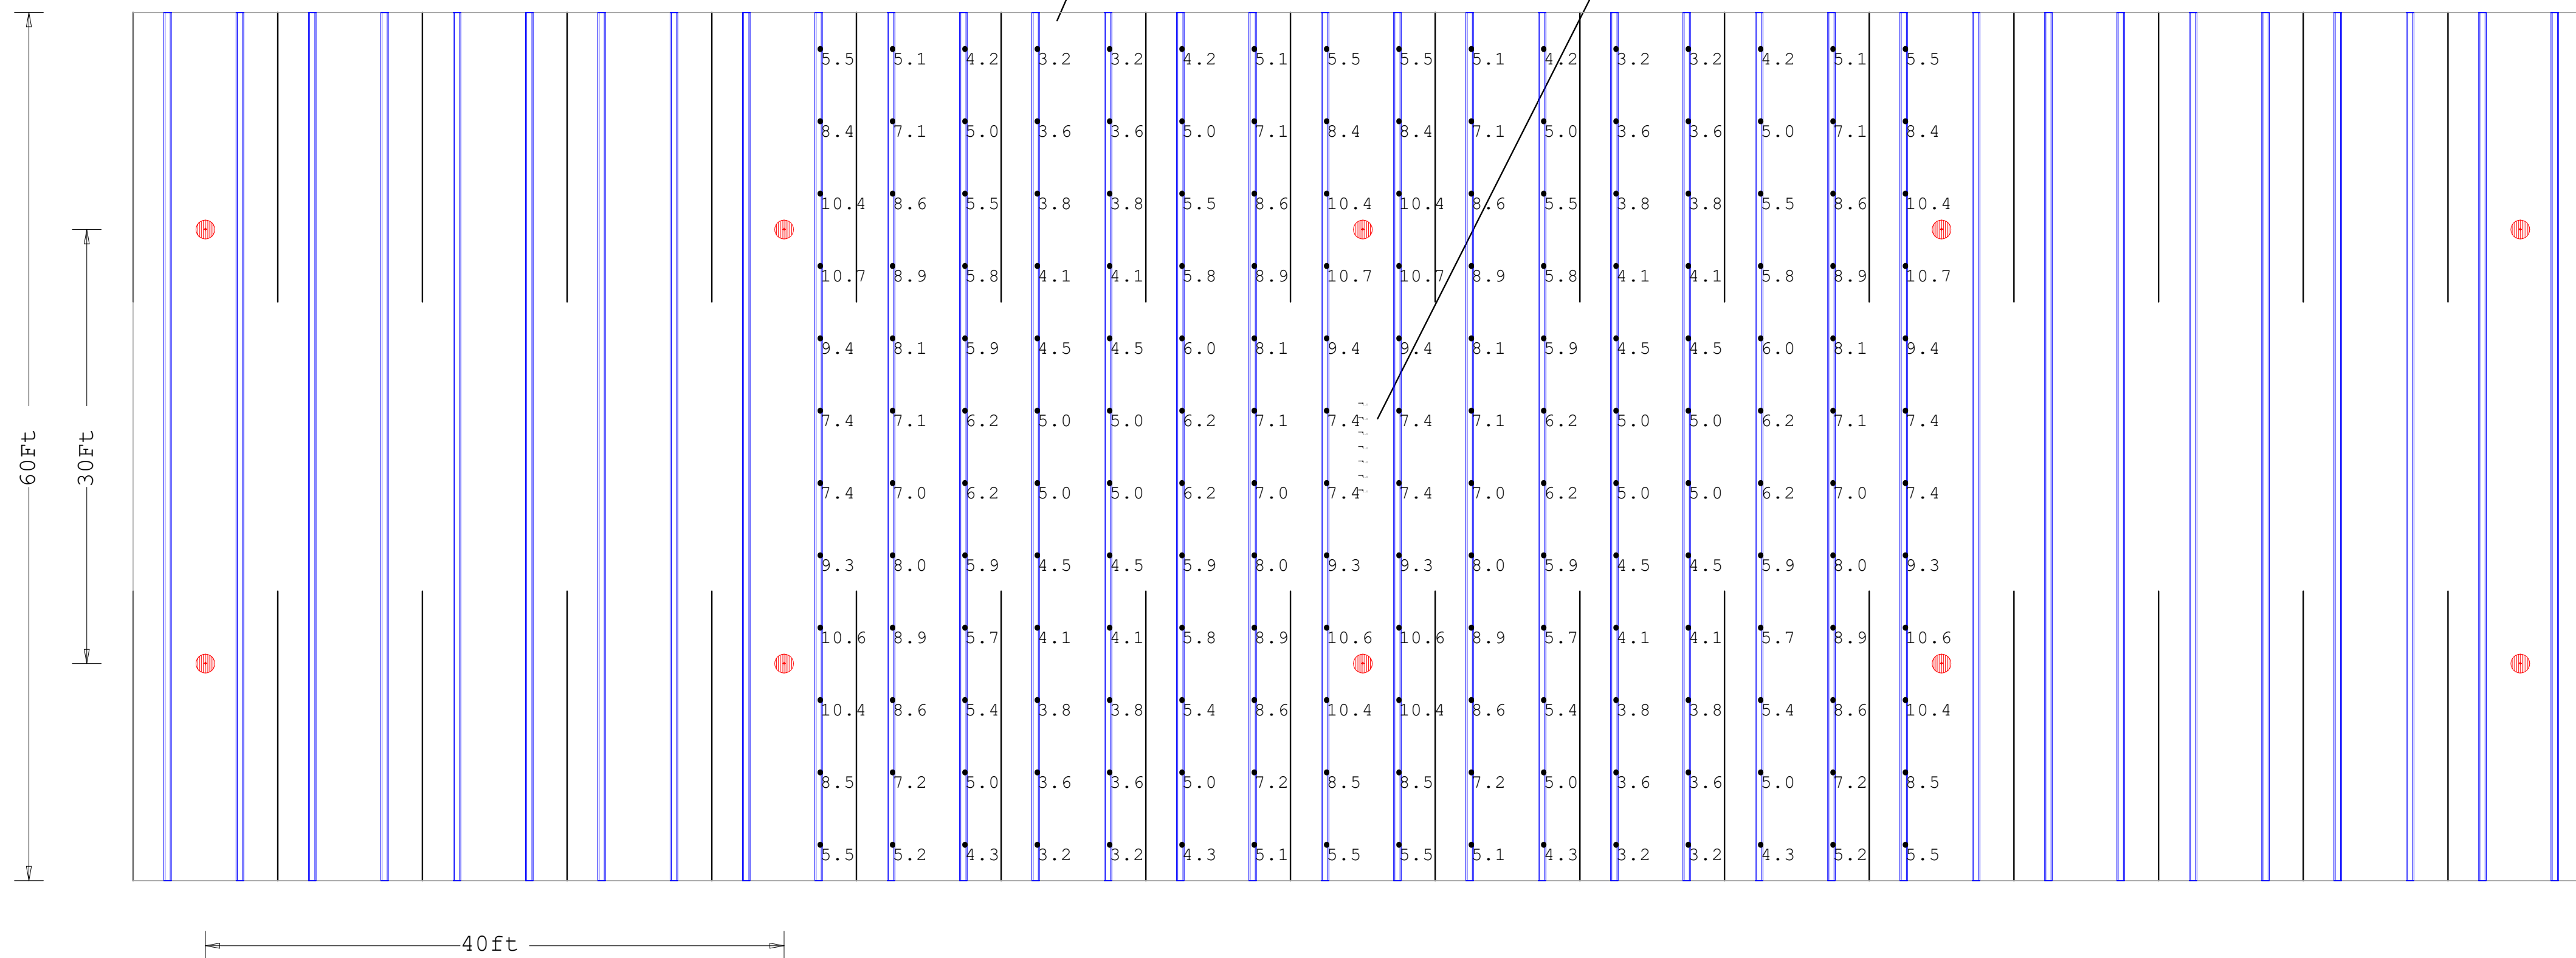 5.5 5.1 4.2 3.2 3.2 4.2 5.1 5.5 5.5 5.1 4.2 3.2 3.2 4.2 5.1 5.5
8.4 7.1 5.0 3.6 3.6 5.0 7.1 8.4 8.4 7.1 5.0 3.6 3.6 5.0 7.1 8.4
10.4 8.6 5.5 3.8 3.8 5.5 8.6 10.4 10.4 8.6 5.5 3.8 3.8 5.5 8.6 10.4
10.7 8.9 5.8 4.1 4.1 5.8 8.9 10.7 10.7 8.9 5.8 4.1 4.1 5.8 8.9 10.7
9.4 8.1 5.9 4.5 4.5 6.0 8.1 9.4 9.4 8.1 5.9 4.5 4.5 6.0 8.1 9.4
7.4 7.1 6.2 5.0 5.0 6.2 7.1 7.4 7.4 7.1 6.2 5.0 5.0 6.2 7.1 7.4
60Ft
30Ft
7.4 7.0 6.2 5.0 5.0 6.2 7.0 7.4 7.4 7.0 6.2 5.0 5.0 6.2 7.0 7.4
9.3 8.0 5.9 4.5 4.5 5.9 8.0 9.3 9.3 8.0 5.9 4.5 4.5 5.9 8.0 9.3
10.6 8.9 5.7 4.1 4.1 5.8 8.9 10.6 10.6 8.9 5.7 4.1 4.1 5.7 8.9 10.6
10.4 8.6 5.4 3.8 3.8 5.4 8.6 10.4 10.4 8.6 5.4 3.8 3.8 5.4 8.6 10.4
8.5 7.2 5.0 3.6 3.6 5.0 7.2 8.5 8.5 7.2 5.0 3.6 3.6 5.0 7.2 8.5
5.5 5.2 4.3 3.2 3.2 4.3 5.1 5.5 5.5 5.1 4.3 3.2 3.2 4.3 5.2 5.5
40ft